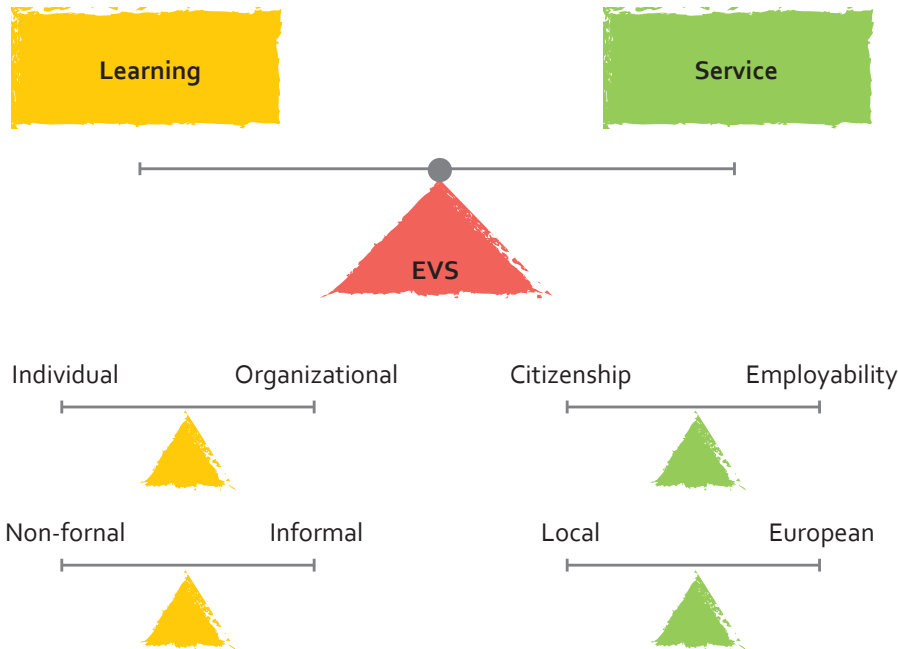 Learning
Service
EVS
Individual
Organizational
Citizenship
Employability
Non-fornal
Informal
Local
European